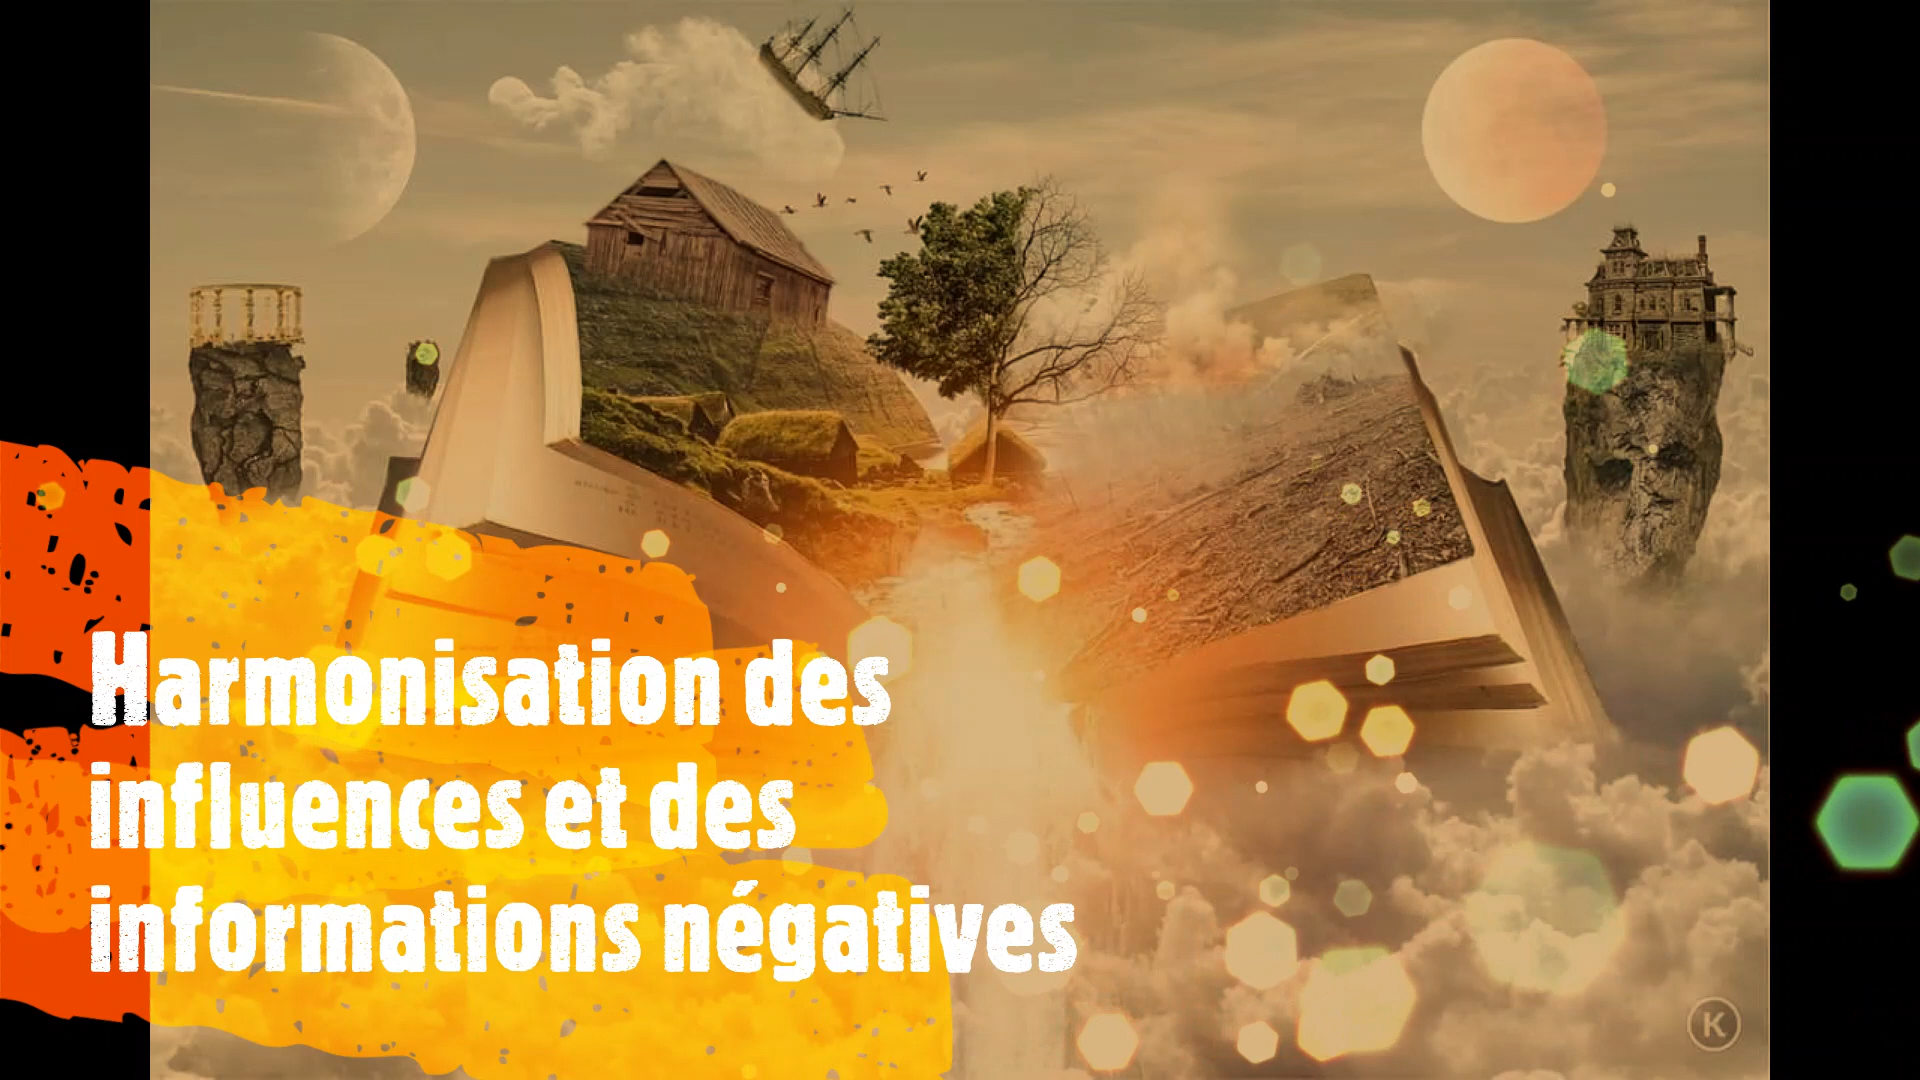 Harmonisation des
influences et des
informations négatives
K